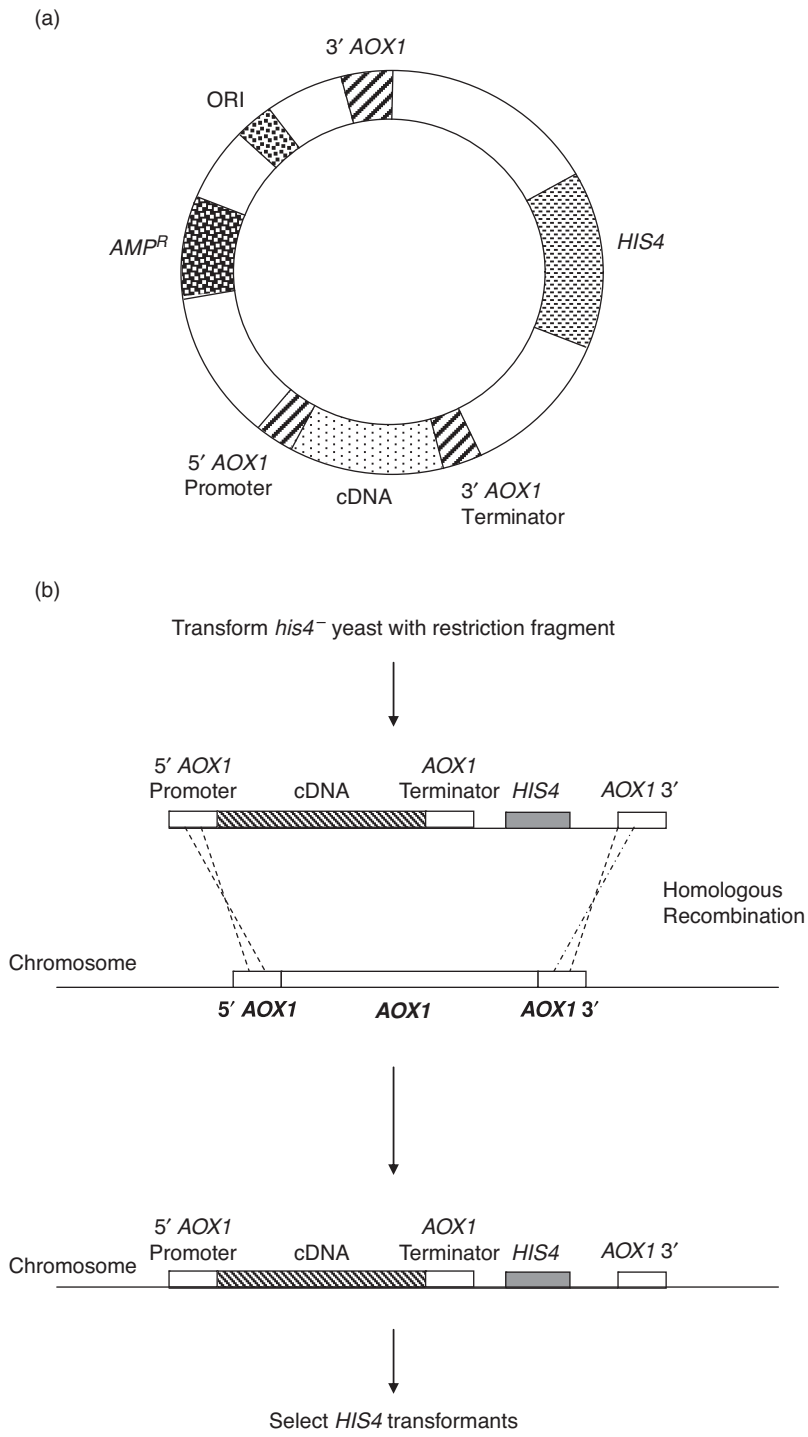 (a)
3′ AOX1
ORI
AMPᴿ
HIS4
5′ AOX1
Promoter
cDNA
3′ AOX1
Terminator
(b)
Transform his4⁻ yeast with restriction fragment
5′ AOX1
Promoter
cDNA
AOX1
Terminator
HIS4
AOX1 3′
Homologous
Recombination
Chromosome
5′ AOX1
AOX1
AOX1 3′
5′ AOX1
Promoter
cDNA
AOX1
Terminator
HIS4
AOX1 3′
Chromosome
Select HIS4 transformants